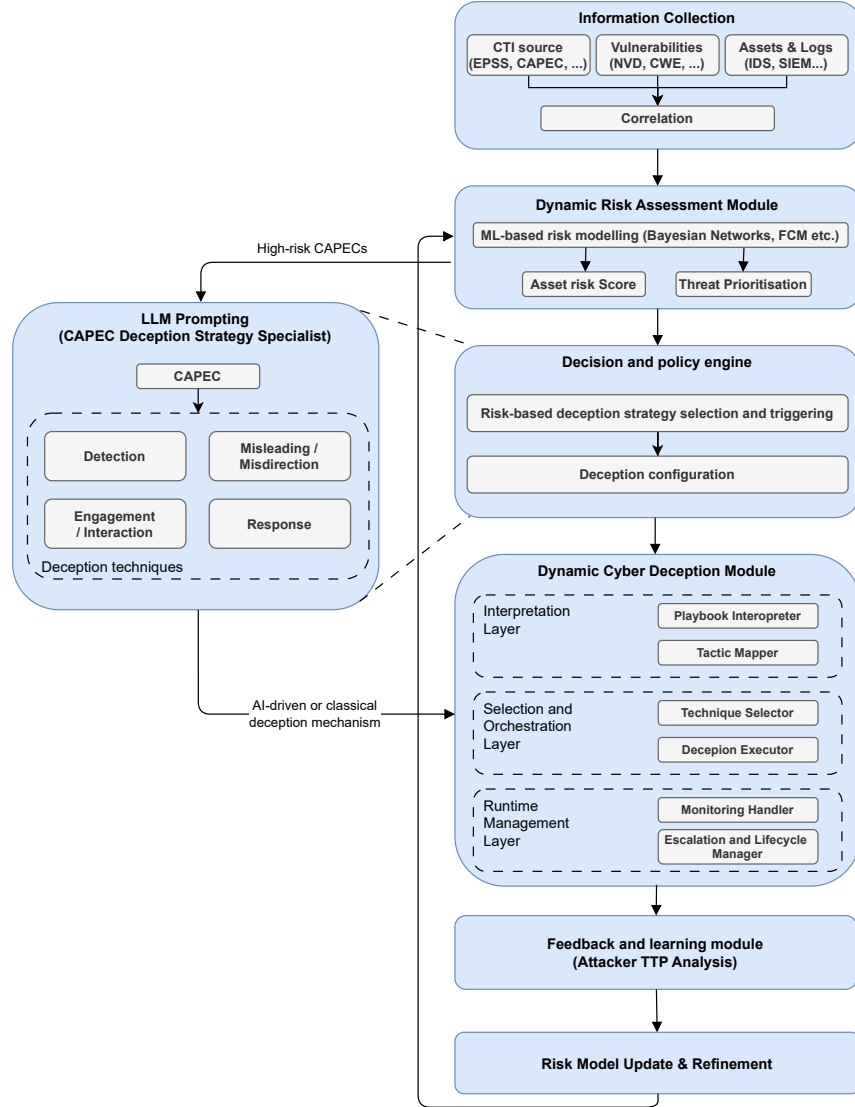 Information Collection
CTI source
(EPSS, CAPEC, ...)
Vulnerabilities
(NVD, CWE, ...)
Assets & Logs
(IDS, SIEM...)
Correlation
Dynamic Risk Assessment Module
ML-based risk modelling (Bayesian Networks, FCM etc.)
Asset risk Score
Threat Prioritisation
High-risk CAPECs
LLM Prompting
(CAPEC Deception Strategy Specialist)
CAPEC
Detection
Misleading /
Misdirection
Engagement
/ Interaction
Response
Deception techniques
Decision and policy engine
Risk-based deception strategy selection and triggering
Deception configuration
AI-driven or classical
deception mechanism
Dynamic Cyber Deception Module
Interpretation
Layer
Playbook Interopreter
Tactic Mapper
Selection and
Orchestration
Layer
Technique Selector
Decepion Executor
Runtime
Management
Layer
Monitoring Handler
Escalation and Lifecycle
Manager
Feedback and learning module
(Attacker TTP Analysis)
Risk Model Update & Refinement